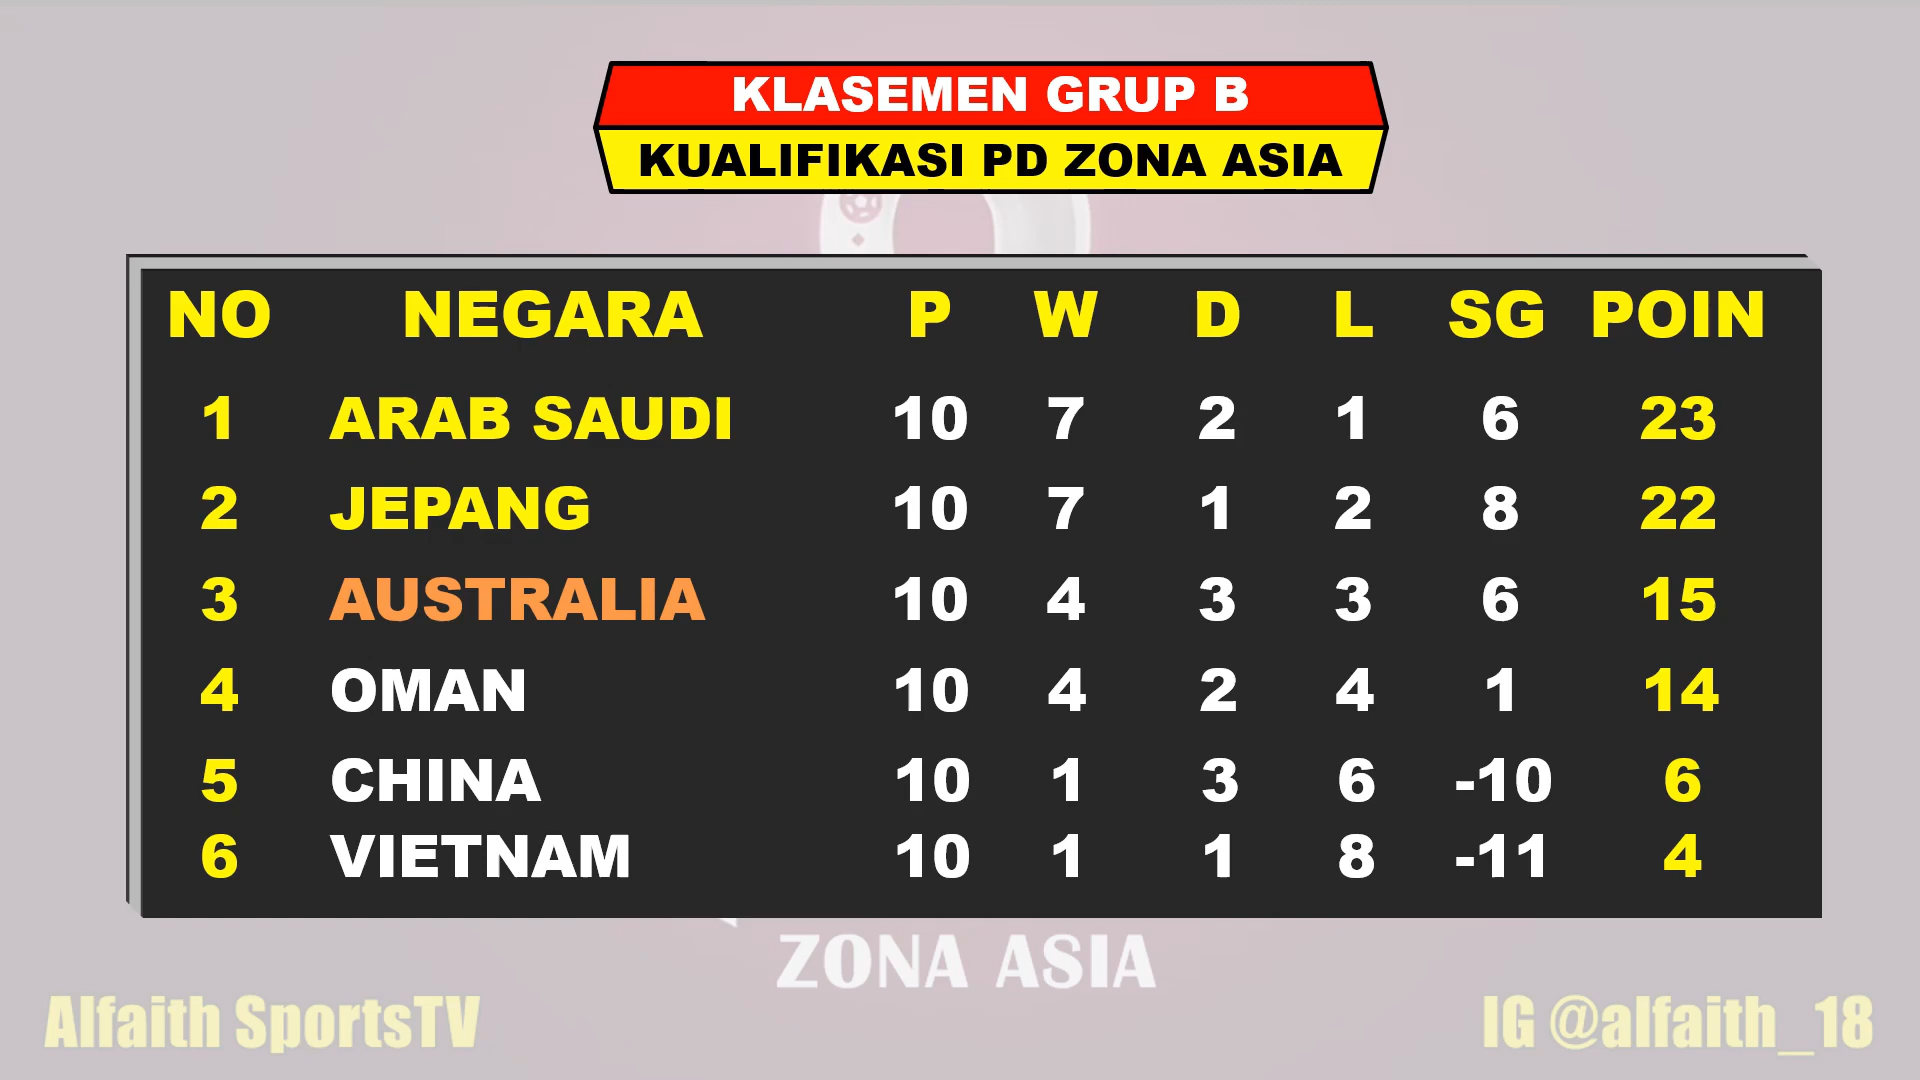 KLASEMEN GRUP B
KUALIFIKASI PD ZONA ASIA
NO NEGARA P W D L SG POIN
1 ARAB SAUDI 10 7 2 1 6 23
2 JEPANG 10 7 1 2 8 22
3 AUSTRALIA 10 4 3 3 6 15
4 OMAN 10 4 2 4 1 14
5 CHINA 10 1 3 6 -10 6
6 VIETNAM 10 1 1 8 -11 4
ZONA ASIA
Alfaith SportsTV
IG @alfaith_18